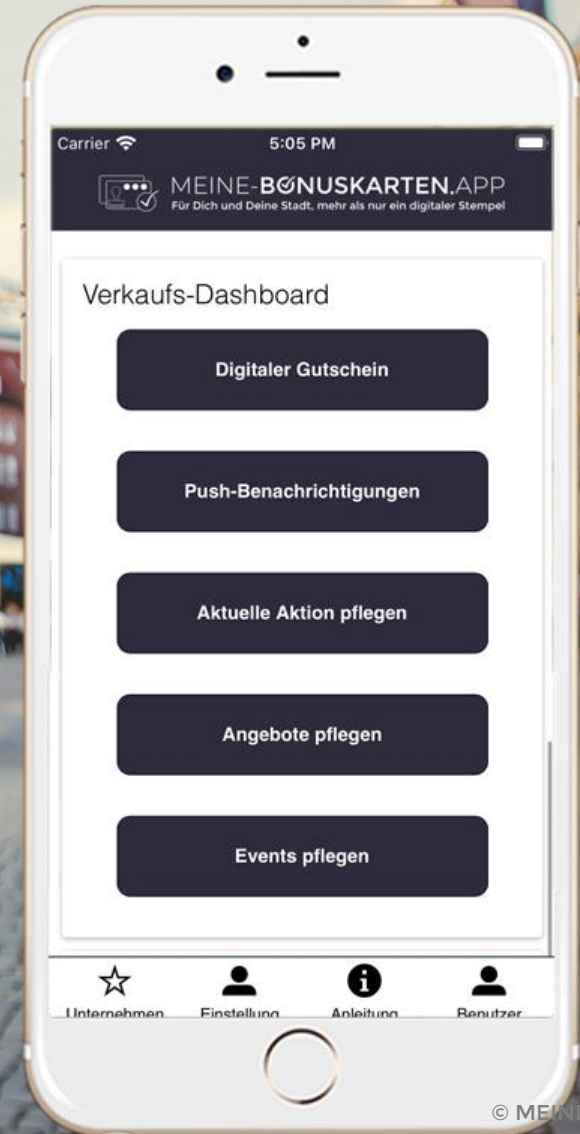 Carrier 5:05 PM
MEINE-BONUSKARTEN.APP
Für Dich und Deine Stadt, mehr als nur ein digitaler Stempel
Verkaufs-Dashboard
Digitaler Gutschein
Push-Benachrichtigungen
Aktuelle Aktion pflegen
Angebote pflegen
Events pflegen
Unternehmen Einstellung Anleitung Benutzer
©